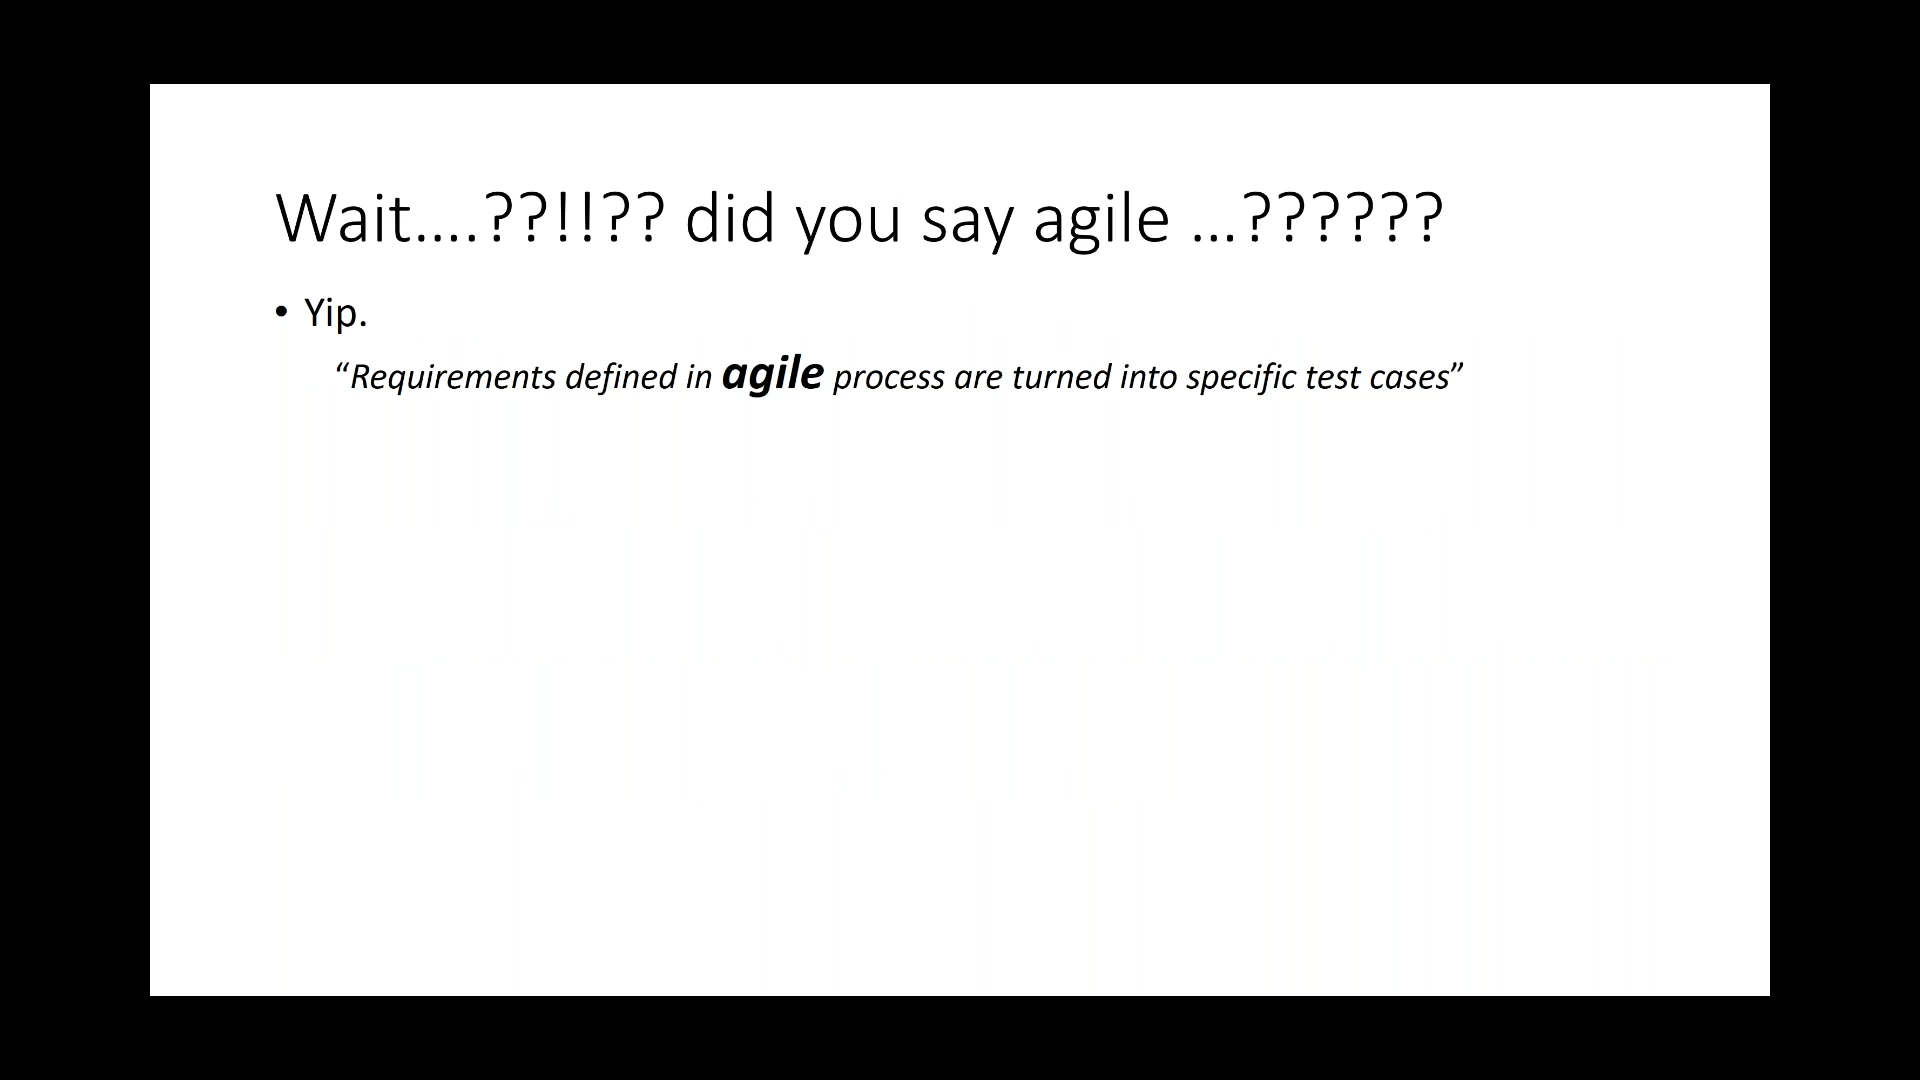 Wait....??!!?? did you say agile ...??????
• Yip.
“Requirements defined in agile process are turned into specific test cases”